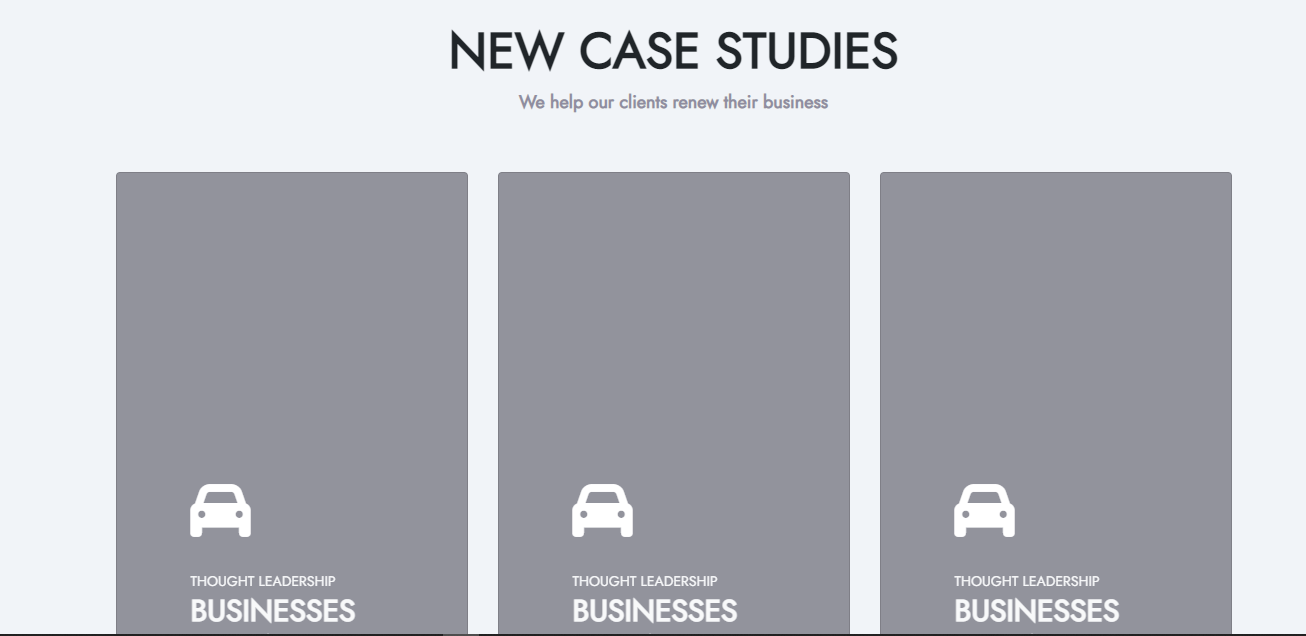 NEW CASE STUDIES
We help our clients renew their business
THOUGHT LEADERSHIP
BUSINESSES
THOUGHT LEADERSHIP
BUSINESSES
THOUGHT LEADERSHIP
BUSINESSES